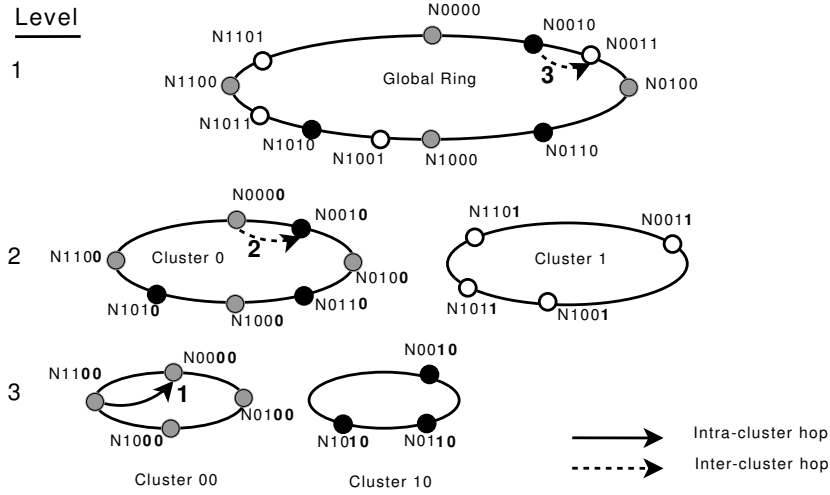 Level
1
N0000
N0010
N0011
N1101
3
N1100
Global Ring
N0100
N1011
N1010
N1001
N1000
N0110
2
N0000
N0010
2
N1100
Cluster 0
N0100
N1010
N1000
N0110
N1101
N0011
Cluster 1
N1011
N1001
3
N1100
N0000
1
N0100
N1000
Cluster 00
N0010
N1010
N0110
Cluster 10
Intra-cluster hop
Inter-cluster hop